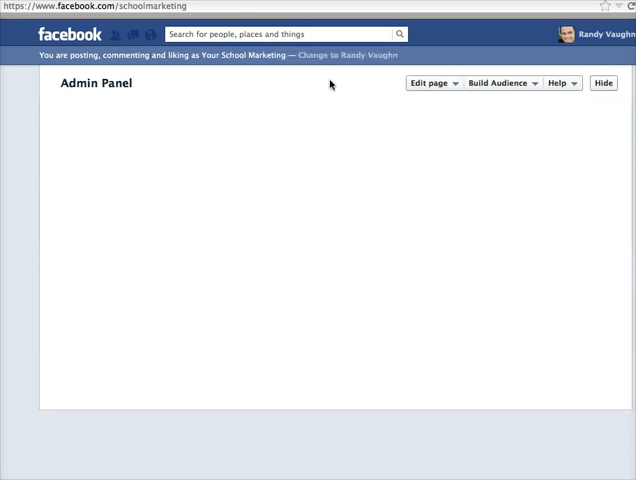 https://www.facebook.com/schoolmarketing
facebook
Search for people, places and things
Randy Vaughn
You are posting, commenting and liking as Your School Marketing — Change to Randy Vaughn
Admin Panel
Edit page
Build Audience
Help
Hide